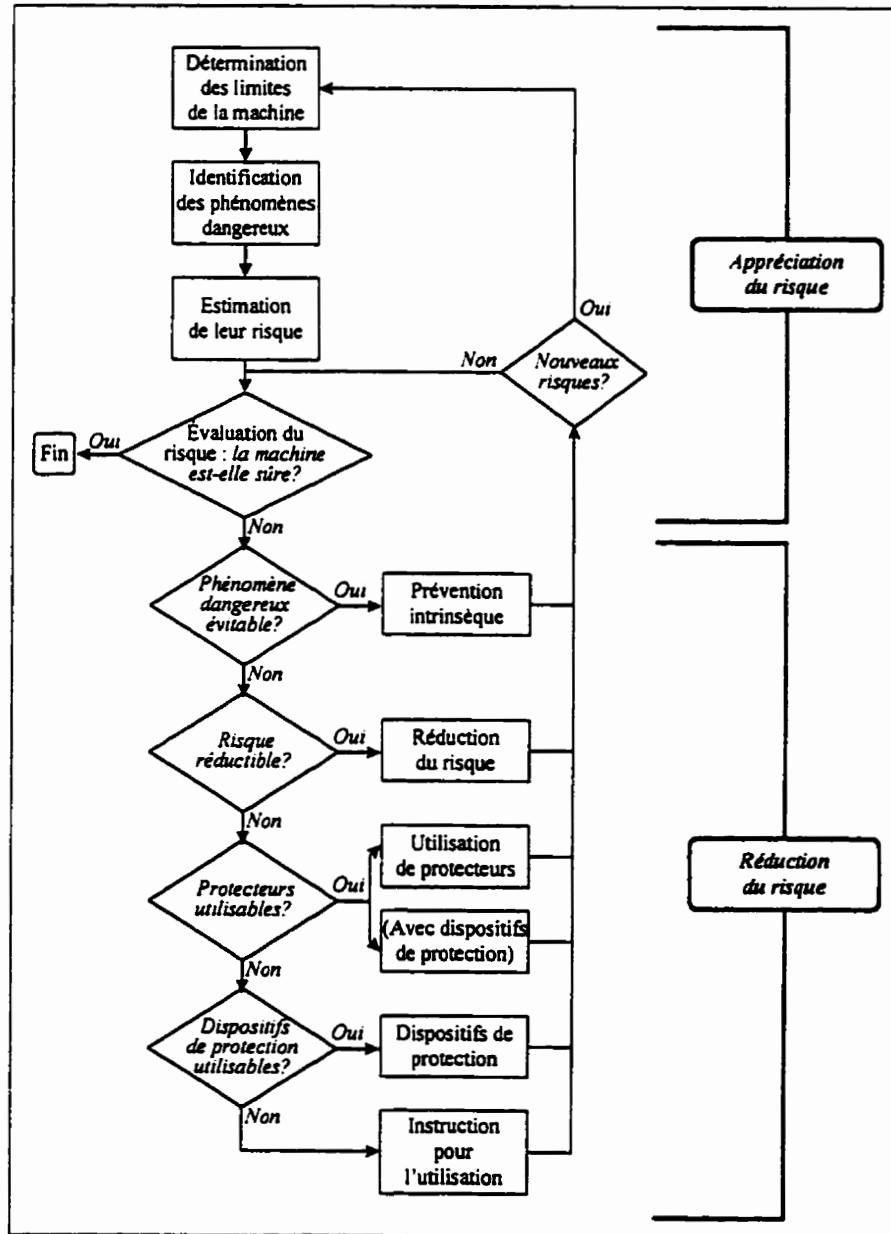 Détermination
des limites
de la machine
Identification
des phénomènes
dangereux
Estimation
de leur risque
Appréciation
du risque
Oui
Non
Nouveaux
risques?
Fin
Oui
Évaluation du
risque : la machine
est-elle sûre?
Non
Phénomène
dangereux
évitable?
Oui
Prévention
intrinsèque
Non
Risque
réductible?
Oui
Réduction
du risque
Non
Protecteurs
utilisables?
Oui
Utilisation
de protecteurs
(Avec dispositifs
de protection)
Réduction
du risque
Non
Dispositifs
de protection
utilisables?
Oui
Dispositifs de
protection
Non
Instruction
pour
l'utilisation